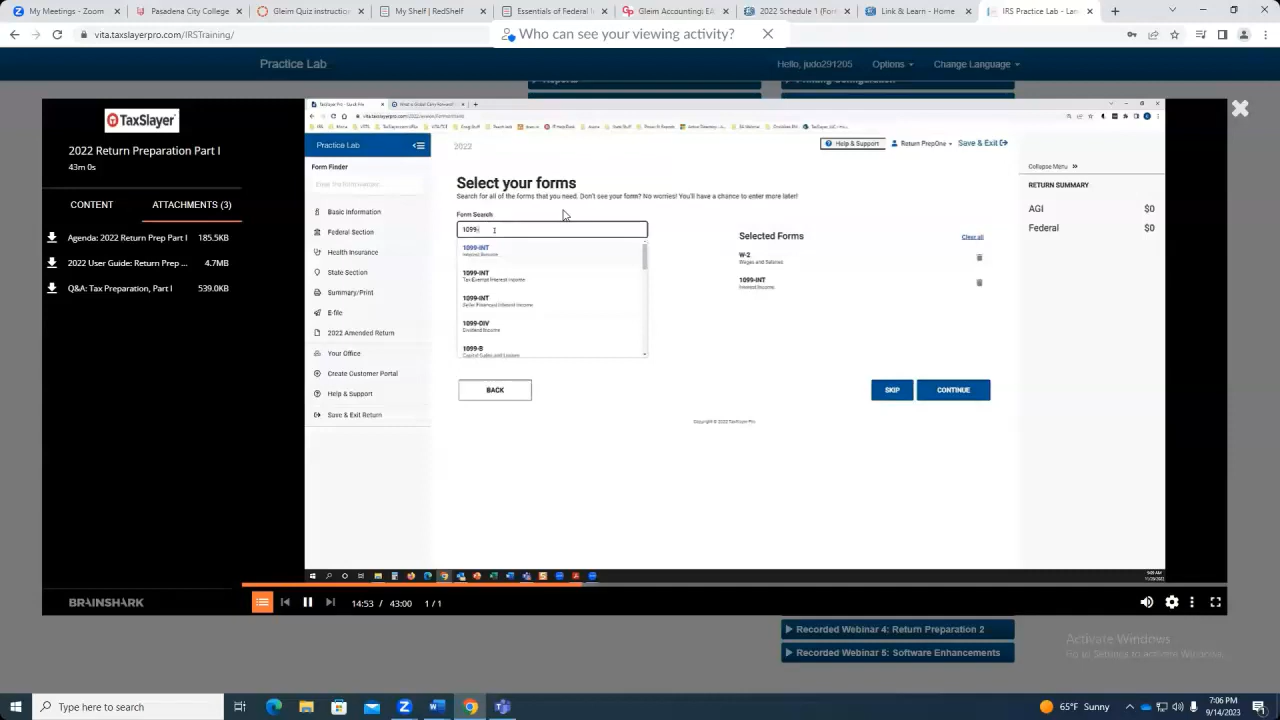 My Meetings - Zoom
Pasadena City College
Gleim Quiz Instruction
My Shelf | RedShelf
Essentials of Federal I
Gleim Accounting | EA
2022 Schedule 1 (Form
Link & Learn - Home
Practice Lab
vita.taxslayerpro.com/IRSTraining/
Who can see your viewing activity?
Practice Lab
Hello, judo291205
Options
Change Language
TaxSlayer
2022 Return Preparation Part I
43m 0s
CONTENT
ATTACHMENTS (3)
Agenda: 2022 Return Prep Part I 185.5KB
2022 User Guide: Return Prep ... 4.7MB
Q&A: Tax Preparation, Part I 539.0KB
BRAINSHARK
Practice Lab
Form Finder
Basic Information
Federal Section
Health Insurance
State Section
Summary/Print
E-file
2022 Amended Return
Your Office
Create Customer Portal
Help & Support
Save & Exit Return
2022
Help & Support
Return PrepOne
Save & Exit
Select your forms
Search for all of the forms that you need. Don't see your form? No worries! You'll have a chance to enter more later!
Form Search
1099-
1099-INT
Interest Income
1099-INT
Tax Exempt Interest Income
1099-INT
Seller Financed Interest Income
1099-DIV
Dividend Income
1099-B
Capital Gains and Losses
Selected Forms
Clear all
W-2
Wages and Salaries
1099-INT
Interest Income
BACK
SKIP
CONTINUE
Copyright © 2022 TaxSlayer Pro
Collapse Menu
RETURN SUMMARY
AGI $0
Federal $0
14:53 / 43:00 1 / 1
Recorded Webinar 4: Return Preparation 2
Recorded Webinar 5: Software Enhancements
Activate Windows
Go to Settings to activate Windows.
Type here to search
65°F Sunny
7:06 PM
9/14/2023